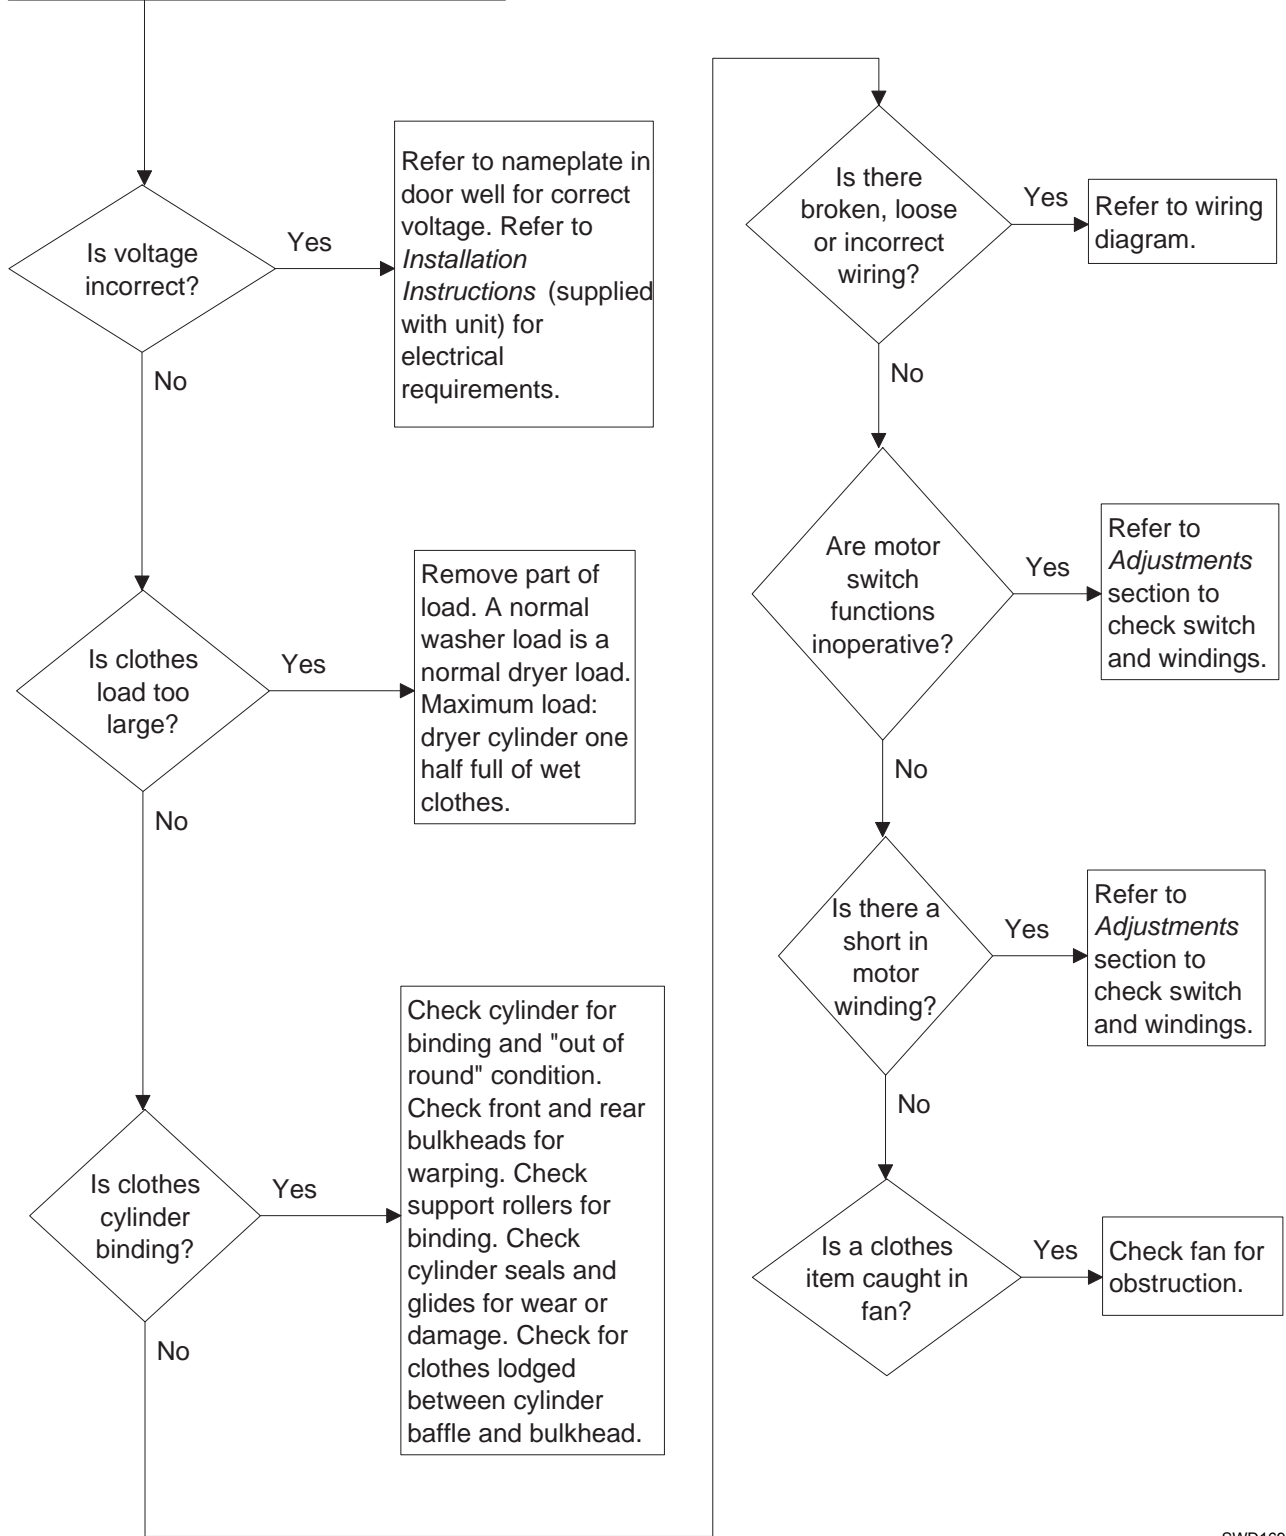 Is voltage
incorrect?
Yes
Refer to nameplate in
door well for correct
voltage. Refer to
Installation
Instructions (supplied
with unit) for
electrical
requirements.
No
Is clothes
load too
large?
Yes
Remove part of
load. A normal
washer load is a
normal dryer load.
Maximum load:
dryer cylinder one
half full of wet
clothes.
No
Is clothes
cylinder
binding?
Yes
Check cylinder for
binding and "out of
round" condition.
Check front and rear
bulkheads for
warping. Check
support rollers for
binding. Check
cylinder seals and
glides for wear or
damage. Check for
clothes lodged
between cylinder
baffle and bulkhead.
No
Is there
broken, loose
or incorrect
wiring?
Yes
Refer to wiring
diagram.
No
Are motor
switch
functions
inoperative?
Yes
Refer to
Adjustments
section to
check switch
and windings.
No
Is there a
short in
motor
winding?
Yes
Refer to
Adjustments
section to
check switch
and windings.
No
Is a clothes
item caught in
fan?
Yes
Check fan for
obstruction.